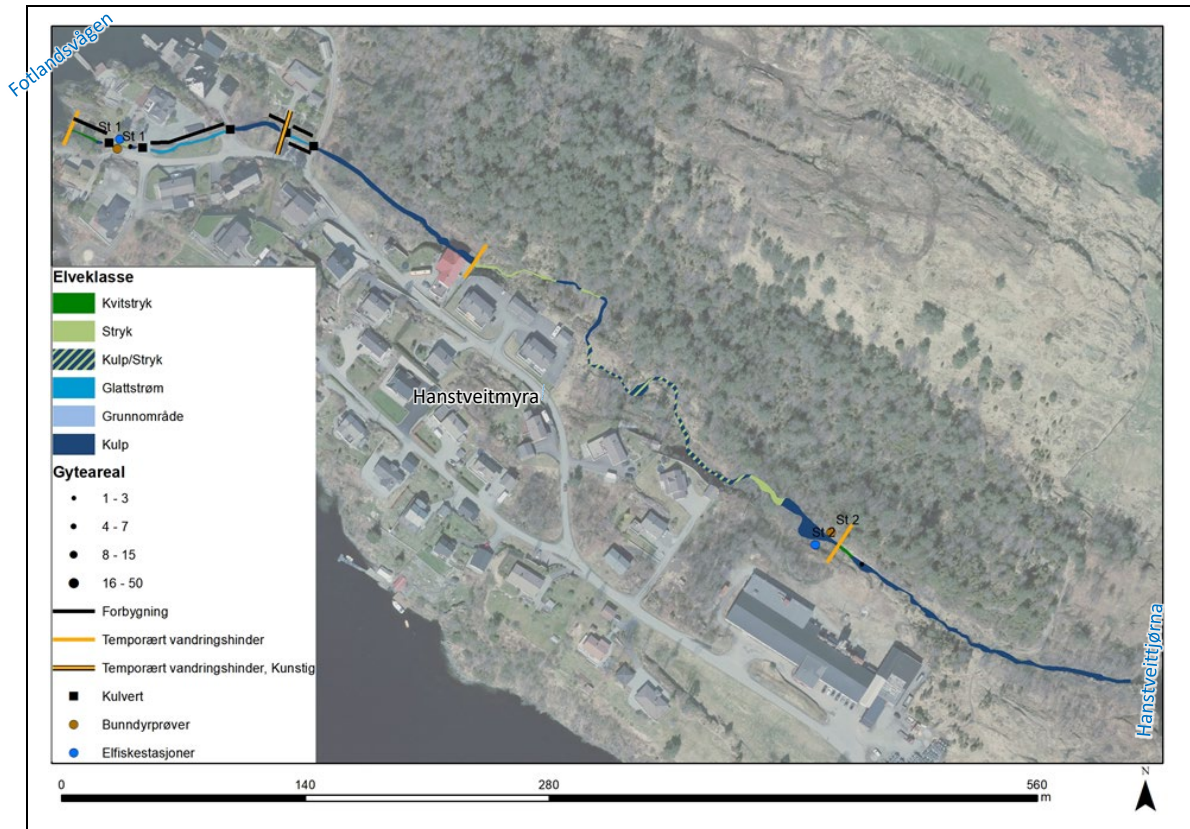 Fotlandsvågen
St 1
St 1
Hanstveitmyra
St 2
St 2
Hanstveittjørna
Elveklasse
Kvitstryk
Stryk
Kulp/Stryk
Glattstrøm
Grunnområde
Kulp
Gyteareal
1 - 3
4 - 7
8 - 15
16 - 50
Forbygning
Temporært vandringshinder
Temporært vandringshinder, Kunstig
Kulvert
Bunndyrprøver
Elfiskestasjoner
0 140 280 560
m
N